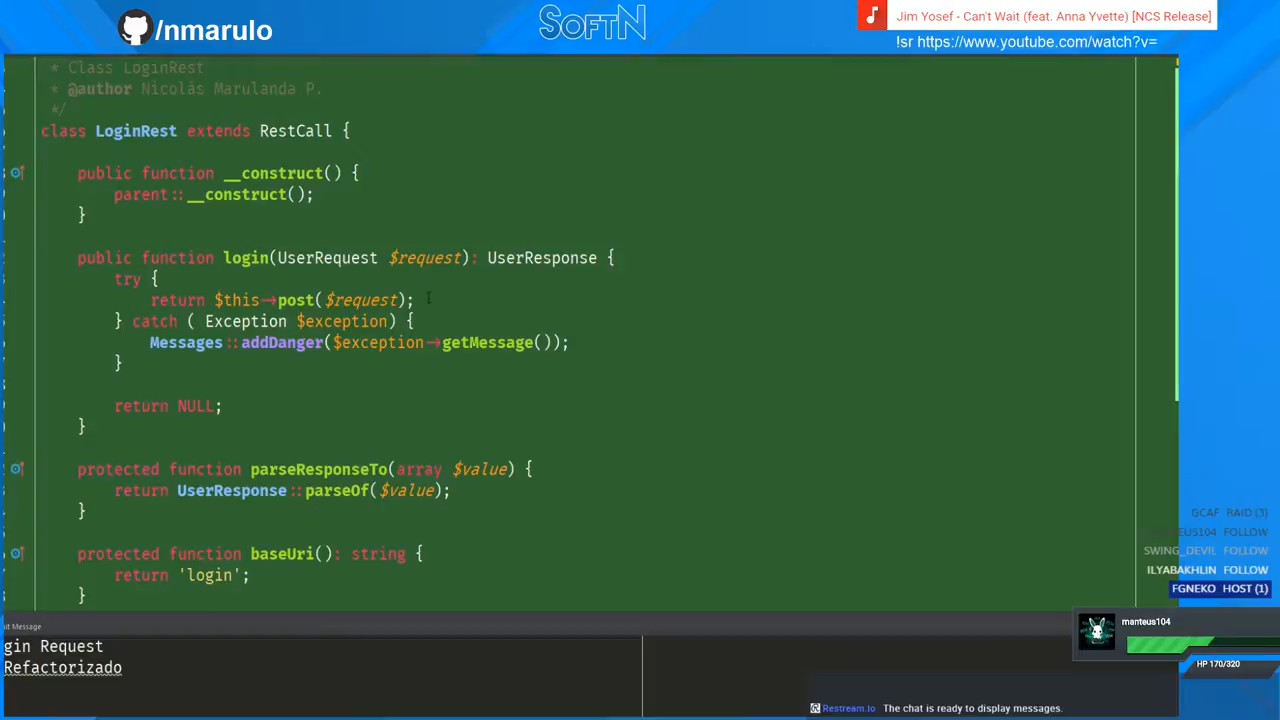 /nmarulo
SOFTN
Jim Yosef - Can't Wait (feat. Anna Yvette) [NCS Release]
!sr https://www.youtube.com/watch?v=
* Class LoginRest
* @author Nicolás Marulanda P.
*/
class LoginRest extends RestCall {
public function __construct() {
parent::__construct();
}
public function login(UserRequest $request): UserResponse {
try {
return $this->post($request);
} catch ( Exception $exception) {
Messages::addDanger($exception->getMessage());
}
return NULL;
}
protected function parseResponseTo(array $value) {
return UserResponse::parseOf($value);
}
protected function baseUri(): string {
return 'login';
}
GCAF RAID (3)
EUS104 FOLLOW
SWING_DEVIL FOLLOW
ILYABAKHLIN FOLLOW
FGNEKO HOST (1)
manteus104
HP 170/320
it Message
gin Request
Refactorizado
Restream.io The chat is ready to display messages.